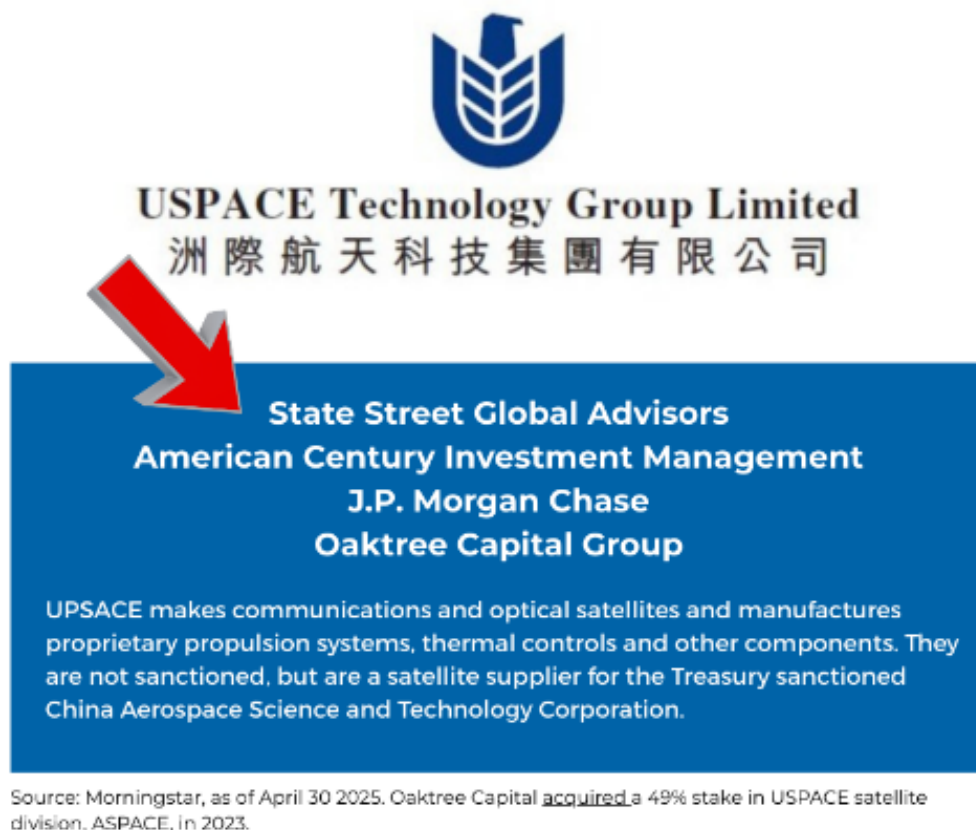 USPACE Technology Group Limited
洲際航天科技集團有限公司
State Street Global Advisors
American Century Investment Management
J.P. Morgan Chase
Oaktree Capital Group
UPSACE makes communications and optical satellites and manufactures
proprietary propulsion systems, thermal controls and other components. They
are not sanctioned, but are a satellite supplier for the Treasury sanctioned
China Aerospace Science and Technology Corporation.
Source: Morningstar, as of April 30 2025. Oaktree Capital acquired a 49% stake in USPACE satellite
division, ASPACE, in 2023.